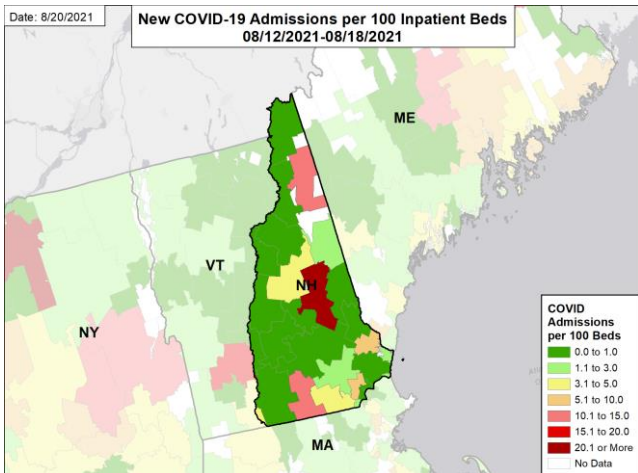 Date: 8/20/2021
New COVID-19 Admissions per 100 Inpatient Beds
08/12/2021-08/18/2021
ME
VT
NH
NY
MA
COVID
Admissions
per 100 Beds
0.0 to 1.0
1.1 to 3.0
3.1 to 5.0
5.1 to 10.0
10.1 to 15.0
15.1 to 20.0
20.1 or More
No Data